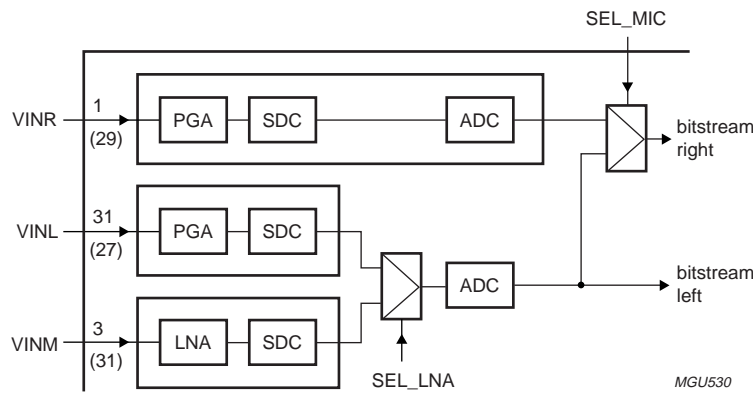 SEL_MIC
VINR
1
(29)
PGA
SDC
ADC
bitstream
right
VINL
31
(27)
PGA
SDC
ADC
bitstream
left
VINM
3
(31)
LNA
SDC
SEL_LNA
MGU530